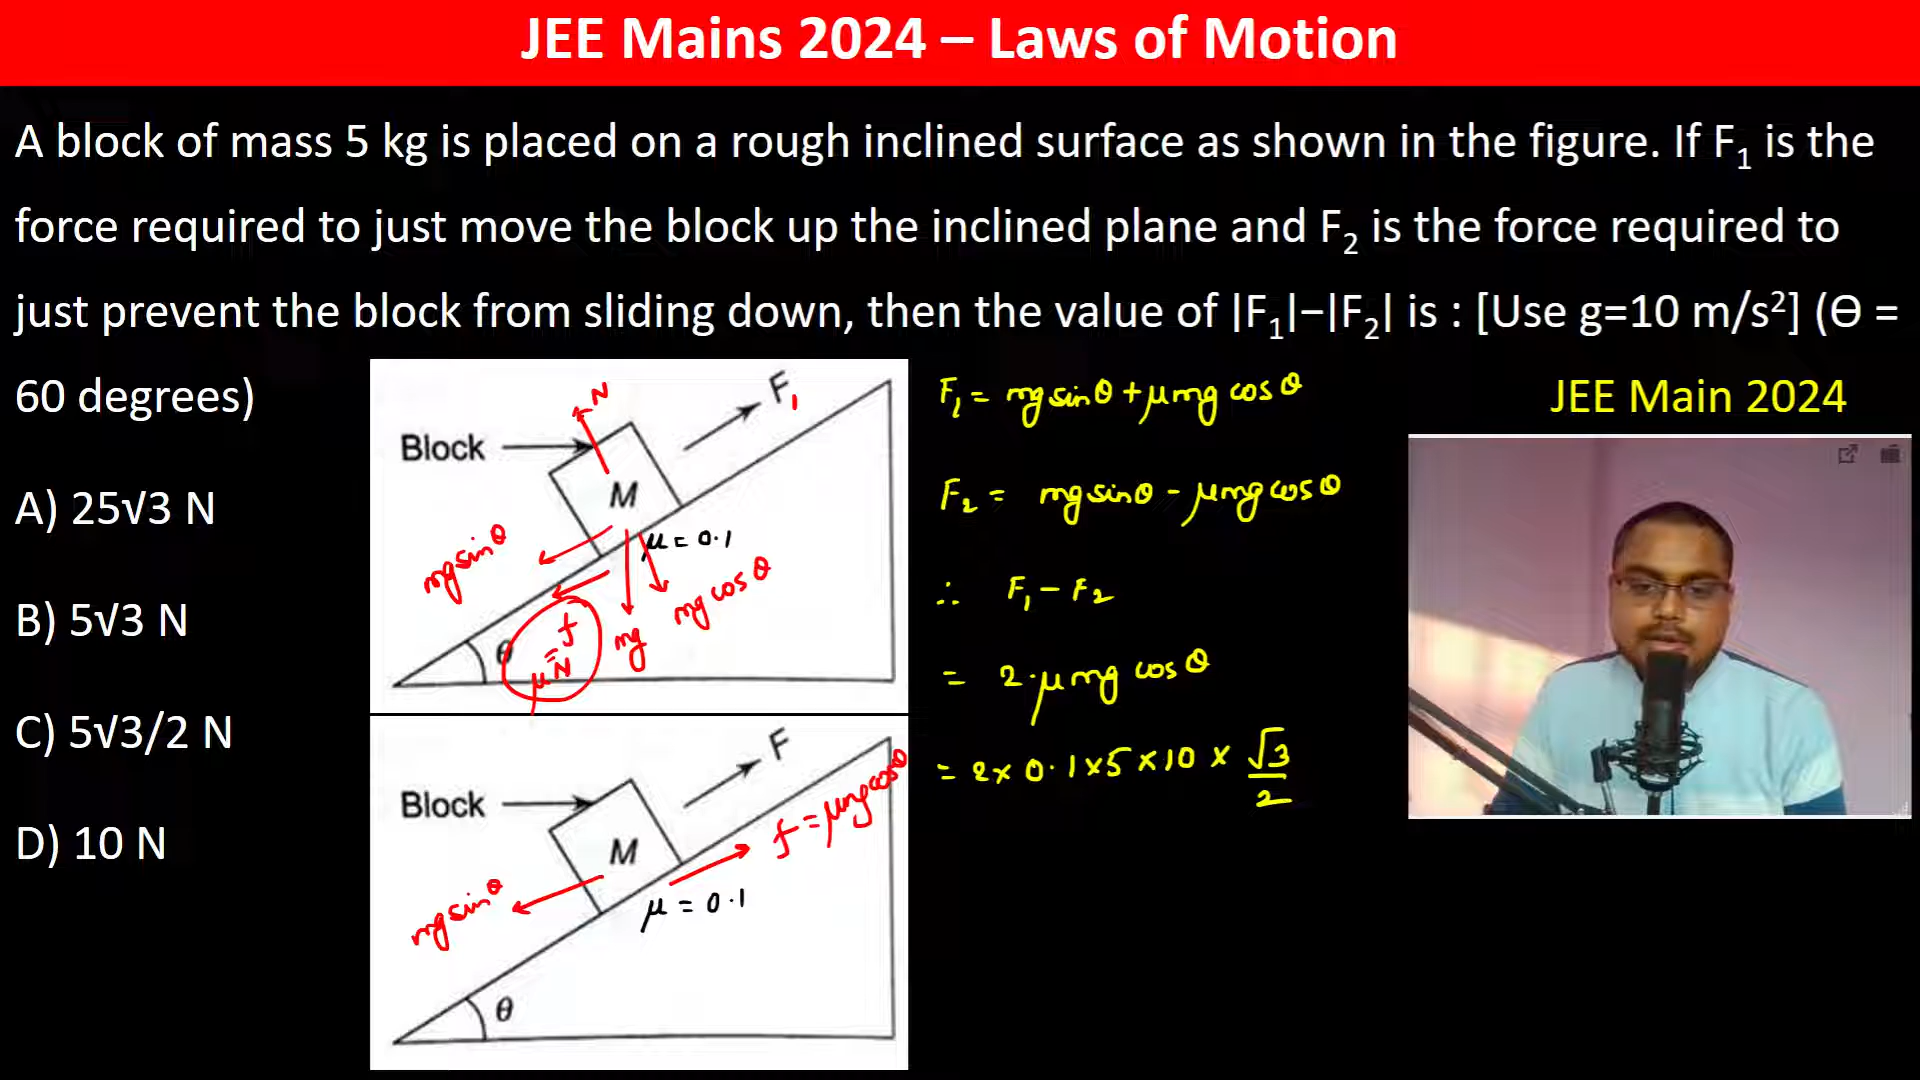 JEE Mains 2024 – Laws of Motion
A block of mass 5 kg is placed on a rough inclined surface as shown in the figure. If F₁ is the
force required to just move the block up the inclined plane and F₂ is the force required to
just prevent the block from sliding down, then the value of |F₁|−|F₂| is : [Use g=10 m/s²] (Ɵ =
60 degrees)
JEE Main 2024
A) 25√3 N
B) 5√3 N
C) 5√3/2 N
D) 10 N
N
F₁
Block
M
μ = 0.1
mg sinθ
mg cosθ
mg
f = μN
θ
F
Block
M
f = μmg cosθ
mg sinθ
μ = 0.1
θ
F₁ = mg sinθ + μmg cosθ
F₂ = mg sinθ - μmg cosθ
∴ F₁ - F₂
= 2·μmg cosθ
= 2 × 0.1 × 5 × 10 × √3/2